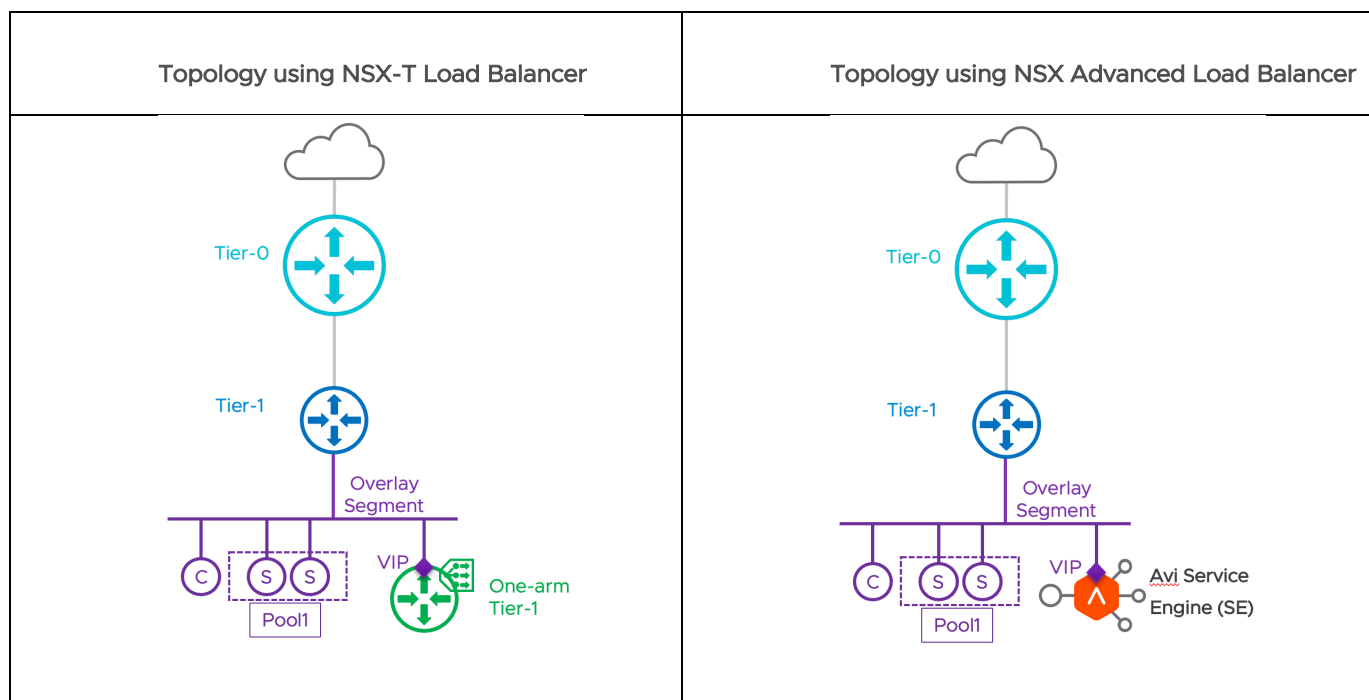 Topology using NSX-T Load Balancer
Topology using NSX Advanced Load Balancer
Tier-0
Tier-1
Overlay
Segment
C
S
S
VIP
Pool1
One-arm
Tier-1
Tier-0
Tier-1
Overlay
Segment
C
S
S
VIP
Pool1
Avi Service
Engine (SE)